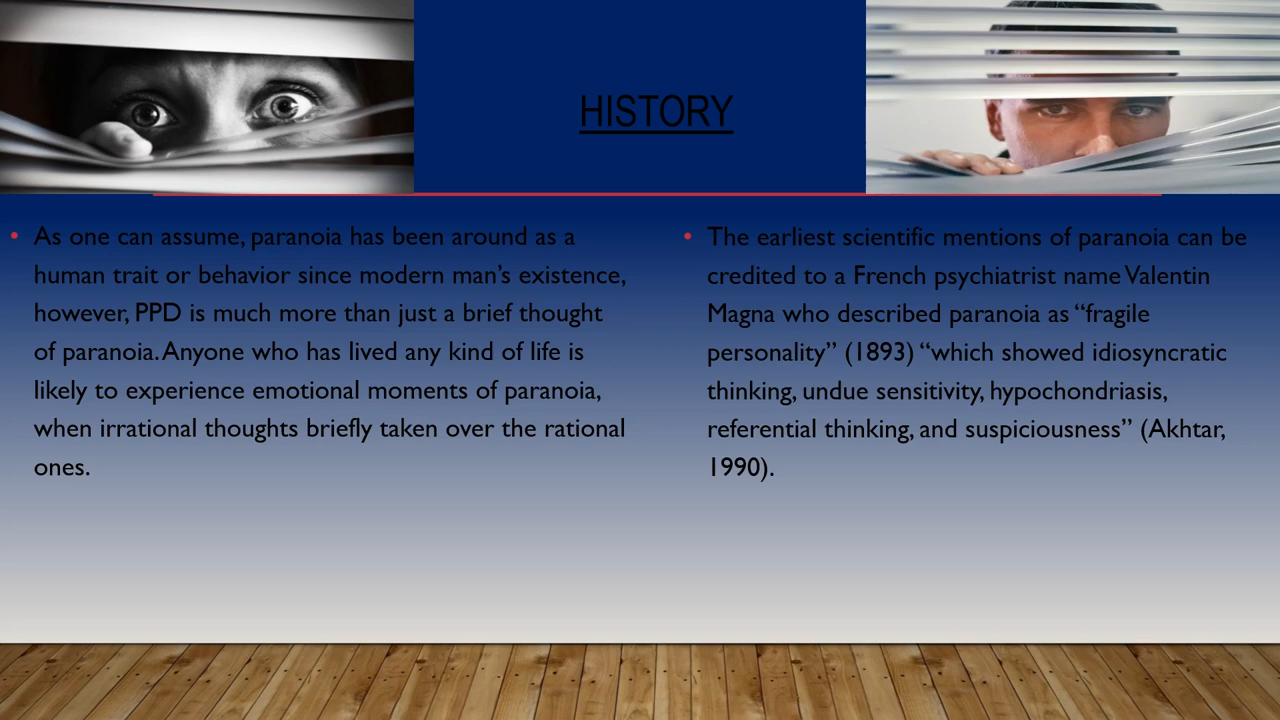 HISTORY
• As one can assume, paranoia has been around as a
human trait or behavior since modern man’s existence,
however, PPD is much more than just a brief thought
of paranoia. Anyone who has lived any kind of life is
likely to experience emotional moments of paranoia,
when irrational thoughts briefly taken over the rational
ones.
• The earliest scientific mentions of paranoia can be
credited to a French psychiatrist name Valentin
Magna who described paranoia as “fragile
personality” (1893) “which showed idiosyncratic
thinking, undue sensitivity, hypochondriasis,
referential thinking, and suspiciousness” (Akhtar,
1990).